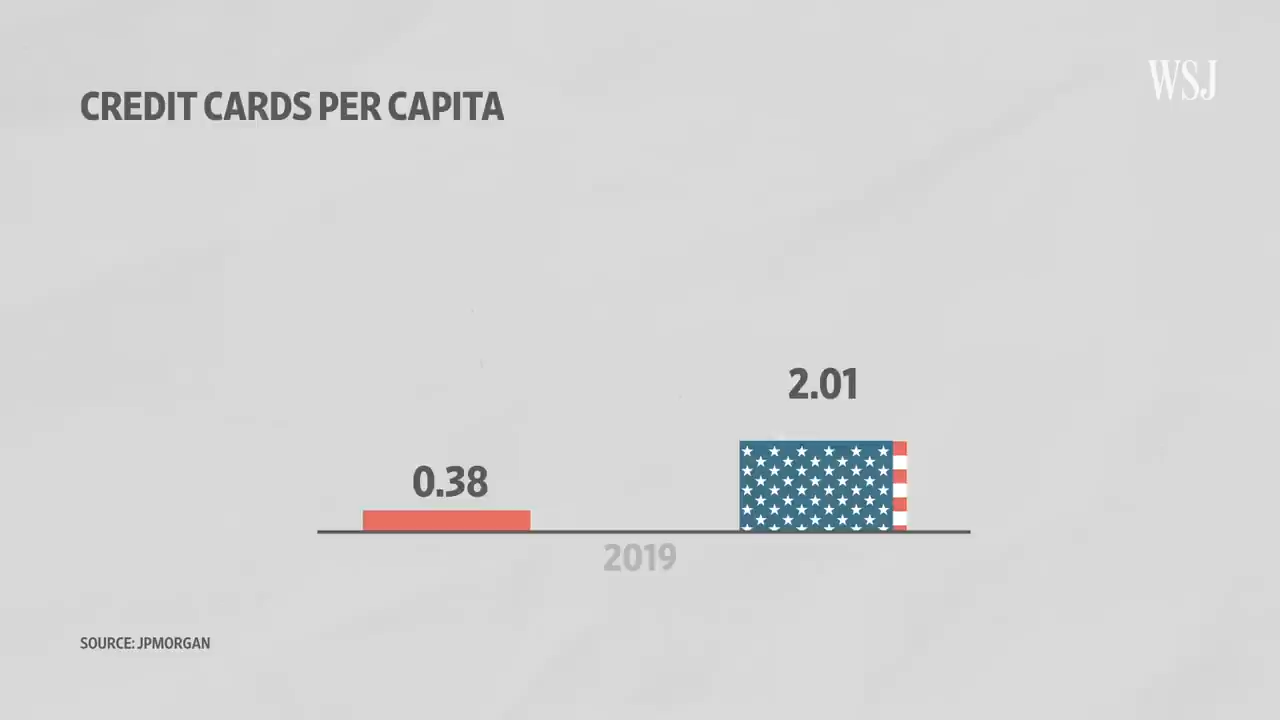 WSJ
CREDIT CARDS PER CAPITA
2.01
0.38
2019
SOURCE: JPMORGAN